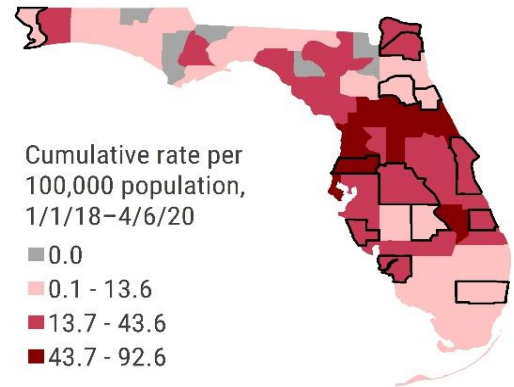 Cumulative rate per
100,000 population,
1/1/18–4/6/20
0.0
0.1 - 13.6
13.7 - 43.6
43.7 - 92.6